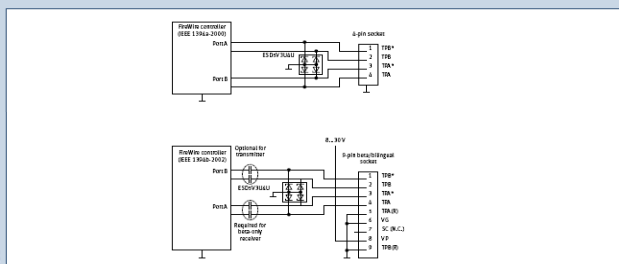 FireWire controller
(IEEE 1394a-2000)
Port A
Port B
ESD8V3U4U
4-pin socket
1 TPB*
2 TPB
3 TPA*
4 TPA
FireWire controller
(IEEE 1394b-2002)
Port B
Port A
Optional for
transmitter
ESD8V3U4U
Required for
beta-only
receiver
8...30 V
9-pin beta/bilingual
socket
1 TPB*
2 TPB
3 TPA*
4 TPA
5 TPA(R)
6 VG
7 SC (N.C.)
8 VP
9 TPB(R)